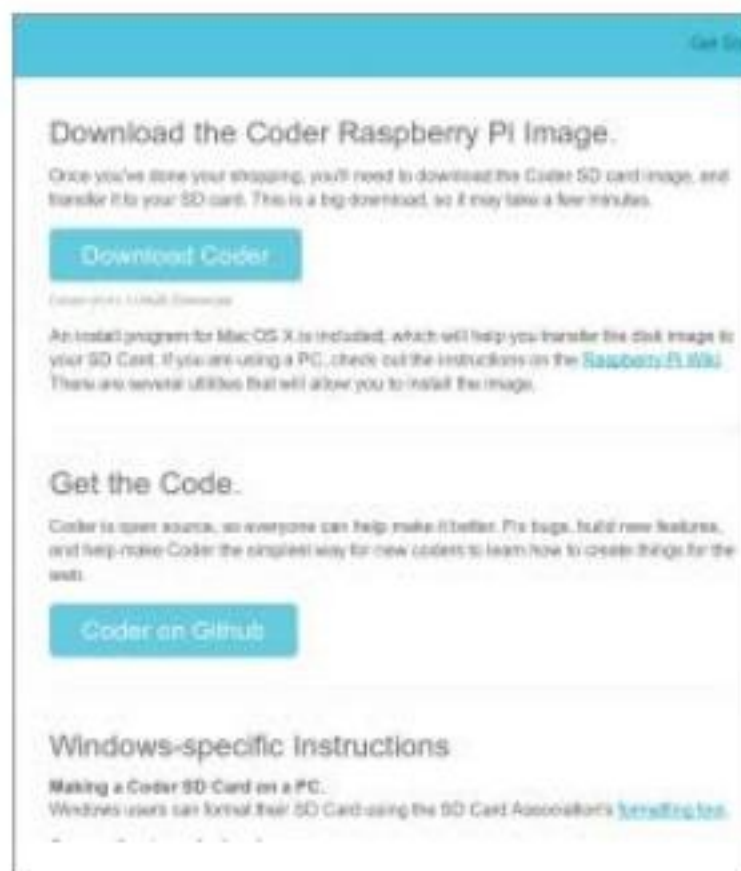 Get
Download the Coder Raspberry Pi Image.
Once you've done your shopping, you'll need to download the Coder SD card image, and
transfer it to your SD card. This is a big download, so it may take a few minutes.
Download Coder
An install program for Mac OS X is included, which will help you transfer the disk image to
your SD Card. If you are using a PC, check out the instructions on the Raspberry Pi Wiki
There are several utilities that will allow you to install the image.
Get the Code.
Coder is open source, so everyone can help make it better. Fix bugs, build new features,
and help make Coder the simplest way for new coders to learn how to create things for the
web.
Coder on Github
Windows-specific Instructions
Making a Coder SD Card on a PC.
Windows users can format their SD Card using the SD Card Association's formatting tool.